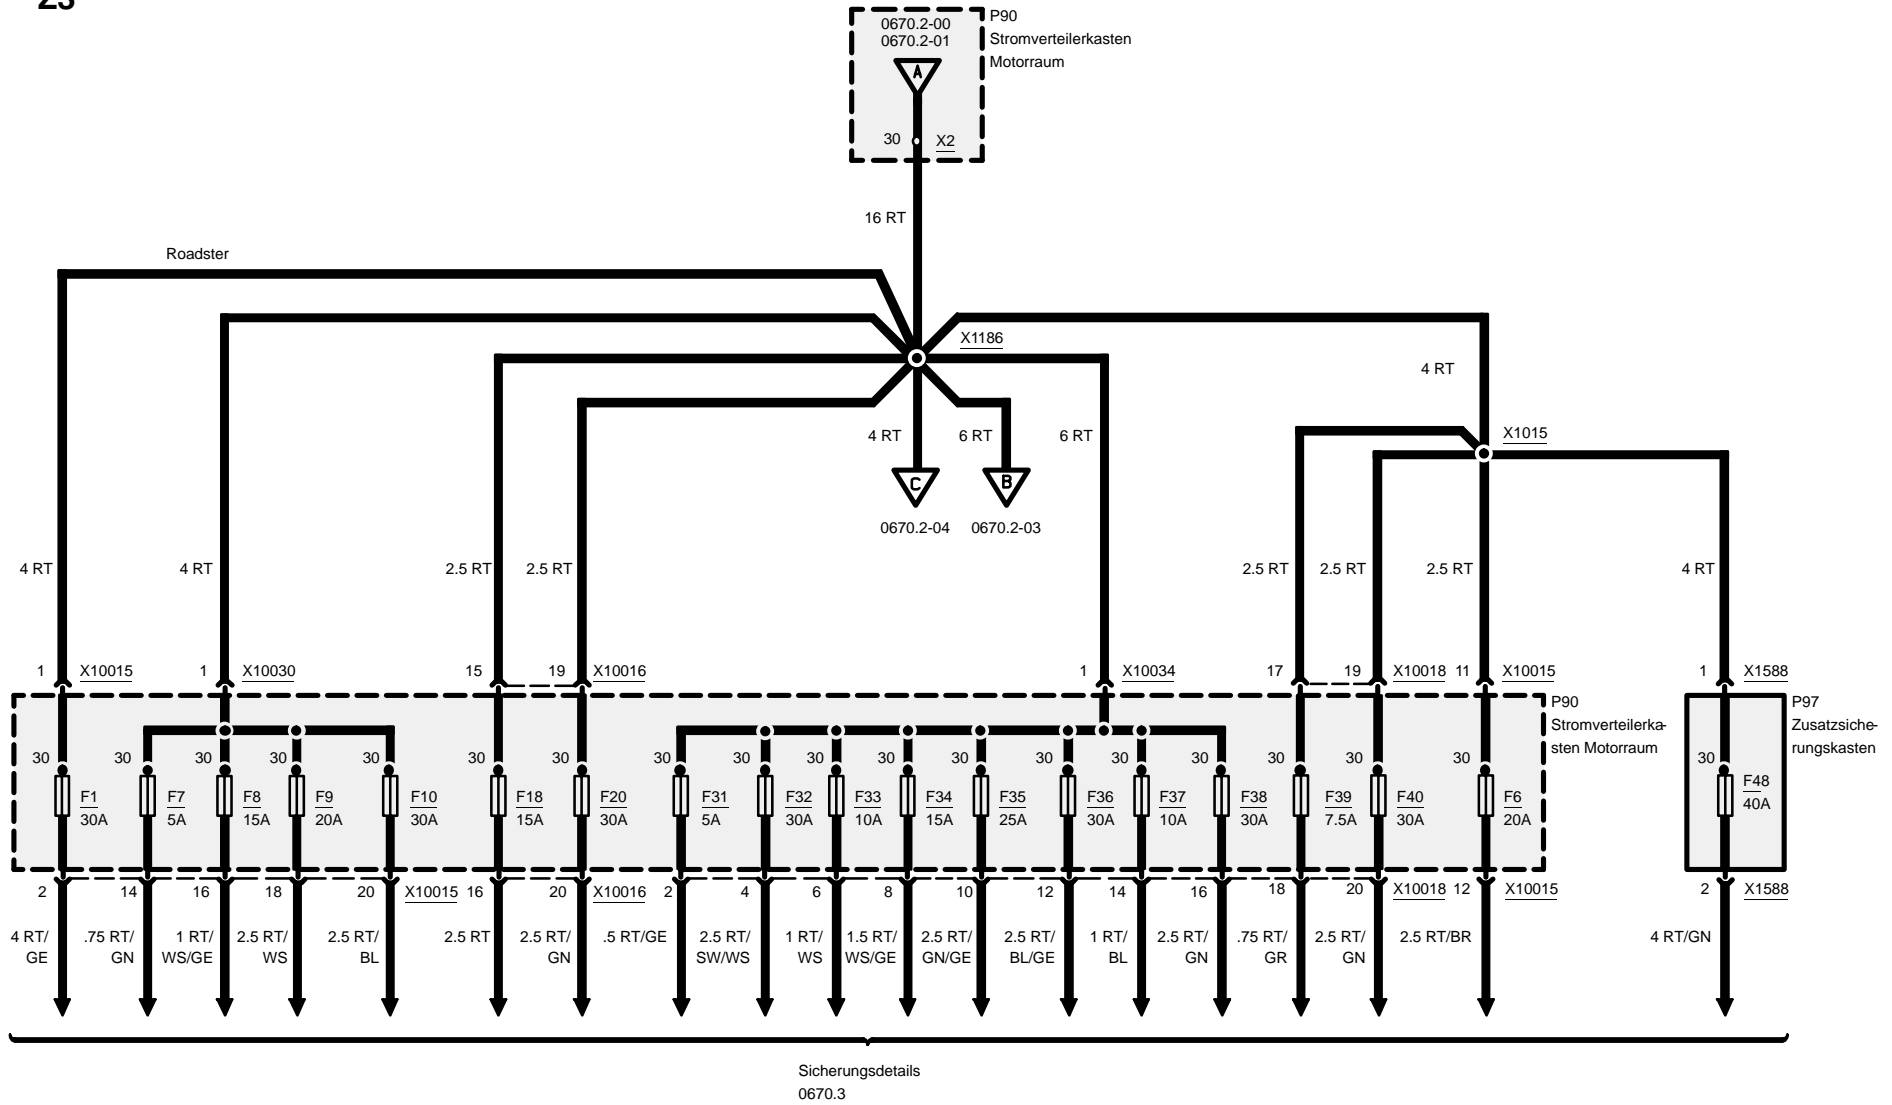 Z3
0670.2-00
0670.2-01
A
30
X2
P90
Stromverteilerkasten
Motorraum
16 RT
Roadster
X1186
4 RT
X1015
4 RT
6 RT
6 RT
C
B
0670.2-04
0670.2-03
4 RT
4 RT
2.5 RT
2.5 RT
2.5 RT
2.5 RT
2.5 RT
4 RT
1 X10015
1 X10030
15
19 X10016
1 X10034
17
19 X10018
11 X10015
1 X1588
P90
Stromverteilerka-
sten Motorraum
P97
Zusatzsiche-
rungskasten
30 30 30 30 30 30 30 30 30 30 30 30 30 30 30 30 30 30 30
F1
30A
F7
5A
F8
15A
F9
20A
F10
30A
F18
15A
F20
30A
F31
5A
F32
30A
F33
10A
F34
15A
F35
25A
F36
30A
F37
10A
F38
30A
F39
7.5A
F40
30A
F6
20A
F48
40A
2 14 16 18 20 X10015 16 20 X10016 2 4 6 8 10 12 14 16 18 20 X10018 12 X10015 2 X1588
4 RT/
GE
.75 RT/
GN
1 RT/
WS/GE
2.5 RT/
WS
2.5 RT/
BL
2.5 RT
2.5 RT/
GN
.5 RT/GE
2.5 RT/
SW/WS
1 RT/
WS
1.5 RT/
WS/GE
2.5 RT/
GN/GE
2.5 RT/
BL/GE
1 RT/
BL
2.5 RT/
GN
.75 RT/
GR
2.5 RT/
GN
2.5 RT/BR
4 RT/GN
Sicherungsdetails
0670.3